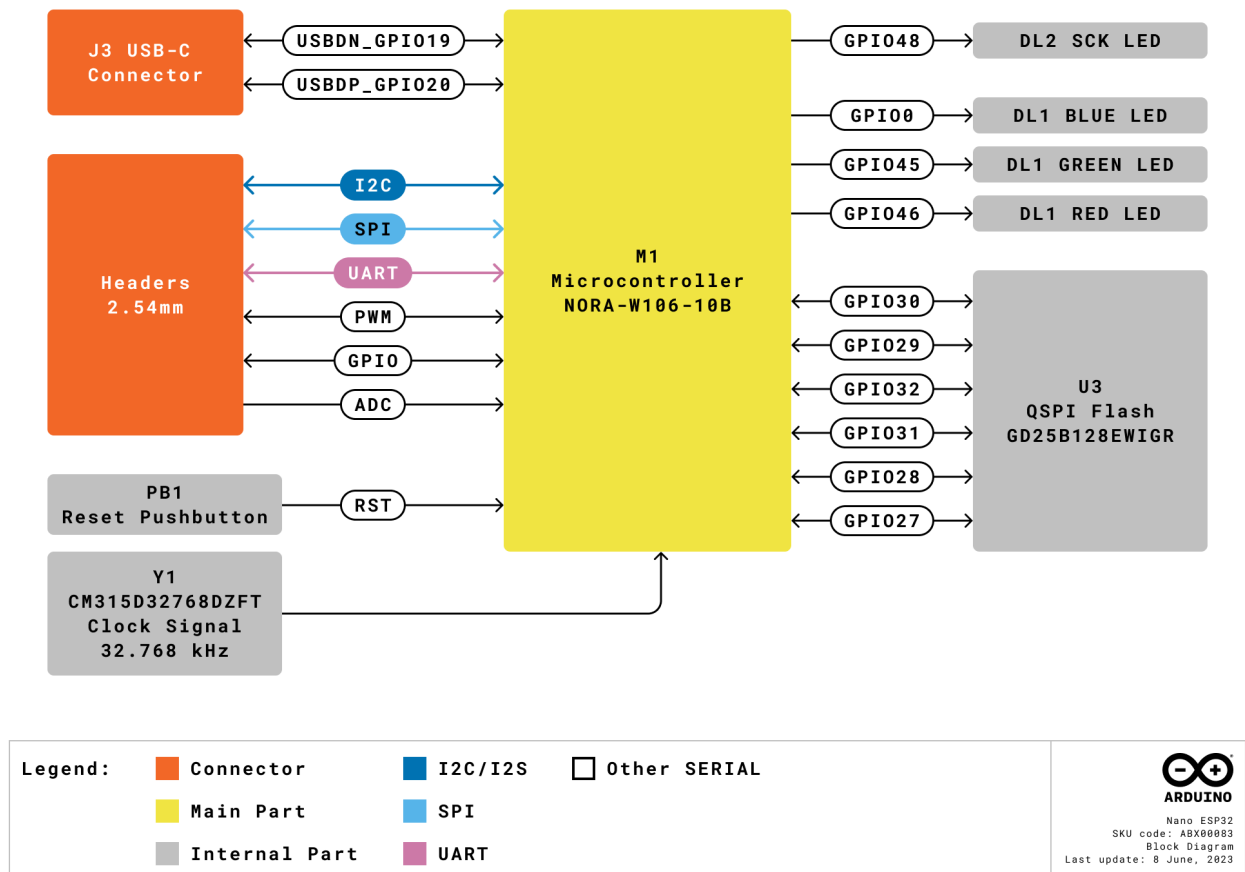 J3 USB-C
Connector
USBDN_GPIO19
USBDP_GPIO20
Headers
2.54mm
I2C
SPI
UART
PWM
GPIO
ADC
PB1
Reset Pushbutton
RST
Y1
CM315D32768DZFT
Clock Signal
32.768 kHz
M1
Microcontroller
NORA-W106-10B
GPIO48
DL2 SCK LED
GPIO0
DL1 BLUE LED
GPIO45
DL1 GREEN LED
GPIO46
DL1 RED LED
GPIO30
GPIO29
GPIO32
GPIO31
GPIO28
GPIO27
U3
QSPI Flash
GD25B128EWIGR
Legend:
Connector
Main Part
Internal Part
I2C/I2S
SPI
UART
Other SERIAL
ARDUINO
Nano ESP32
SKU code: ABX00083
Block Diagram
Last update: 8 June, 2023